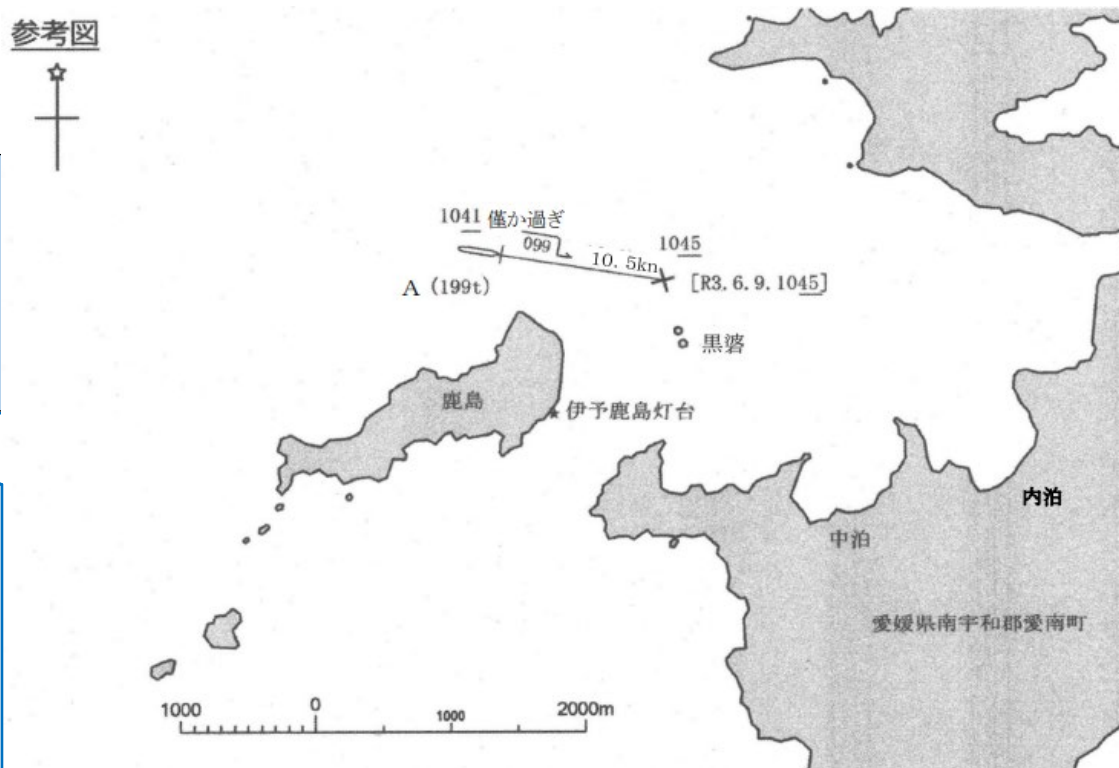 参考図
1041 僅か過ぎ
099
10.5kn
1045
[R3.6.9.1045]
A (199t)
黒碆
鹿島
伊予鹿島灯台
内泊
中泊
愛媛県南宇和郡愛南町
1000 0 1000 2000m